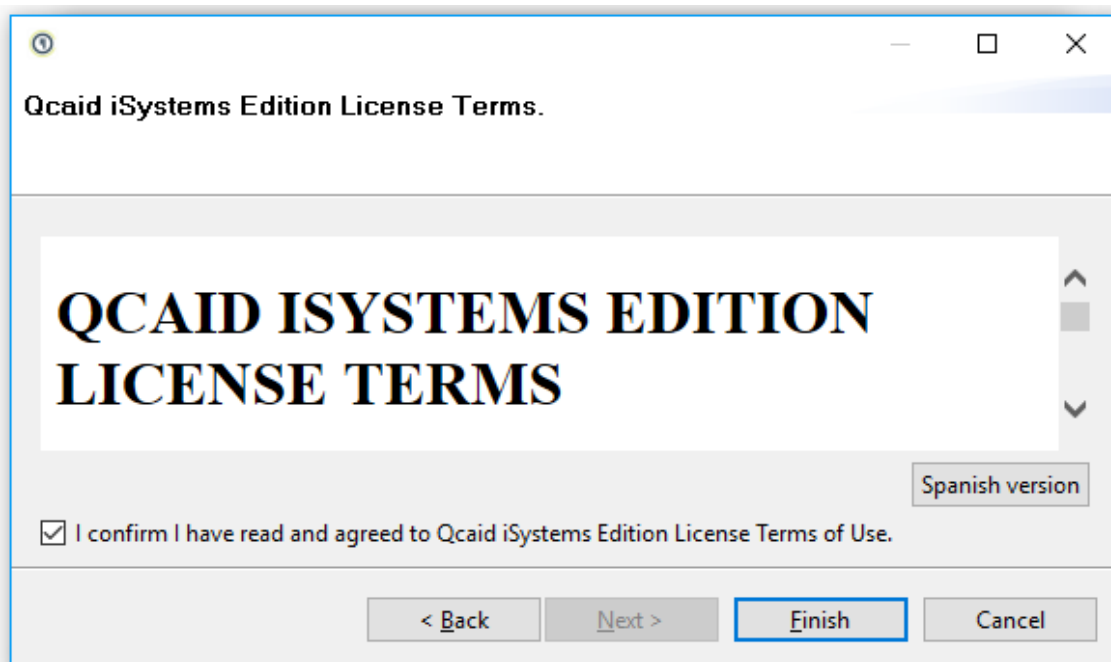 Qcaid iSystems Edition License Terms.
QCAID ISYSTEMS EDITION
LICENSE TERMS
Spanish version
I confirm I have read and agreed to Qcaid iSystems Edition License Terms of Use.
< Back
Next >
Finish
Cancel